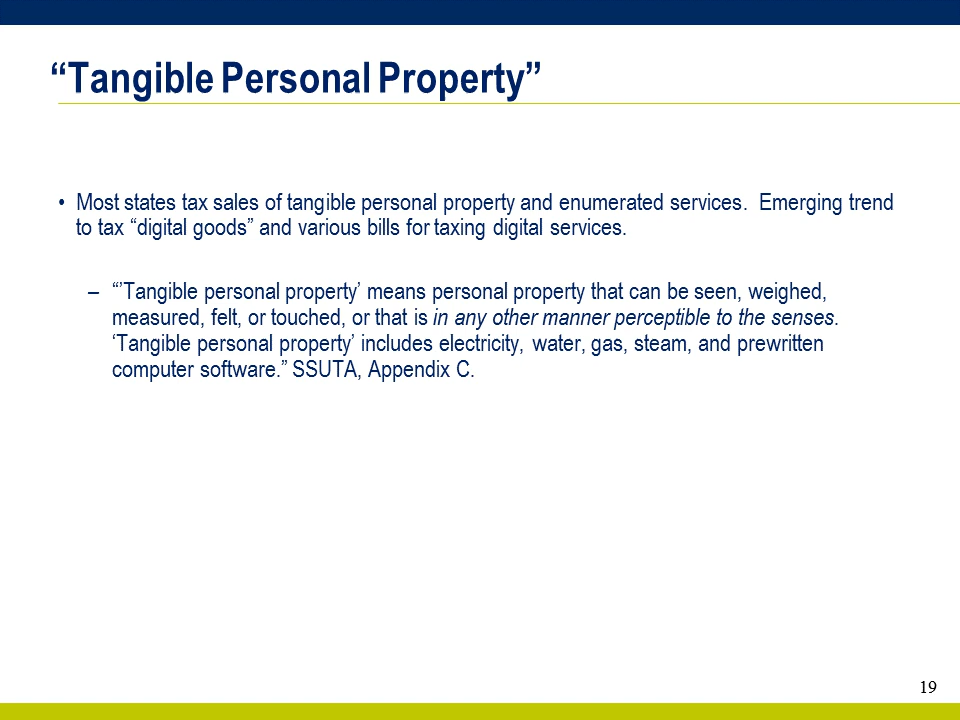 “Tangible Personal Property”
• Most states tax sales of tangible personal property and enumerated services. Emerging trend
to tax “digital goods” and various bills for taxing digital services.
– “’Tangible personal property’ means personal property that can be seen, weighed,
measured, felt, or touched, or that is in any other manner perceptible to the senses.
‘Tangible personal property’ includes electricity, water, gas, steam, and prewritten
computer software.” SSUTA, Appendix C.
19